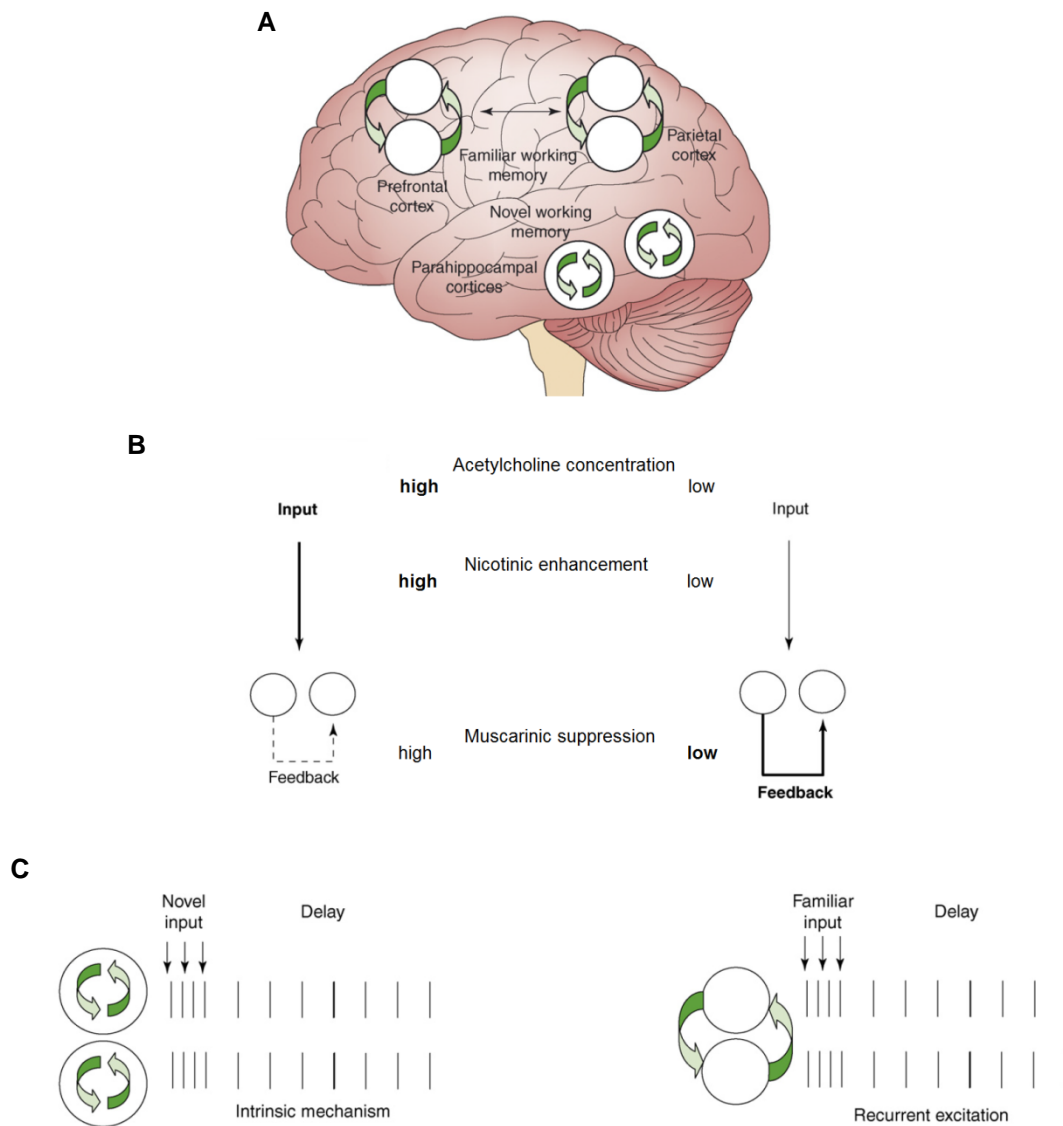 A
Parietal
cortex
Familiar working
memory
Prefrontal
cortex
Novel working
memory
Parahippocampal
cortices
B
Acetylcholine concentration
high low
Input Input
Nicotinic enhancement
high low
Muscarinic suppression
high low
Feedback
Feedback
C
Novel
input
Delay
Familiar
input
Delay
Intrinsic mechanism
Recurrent excitation